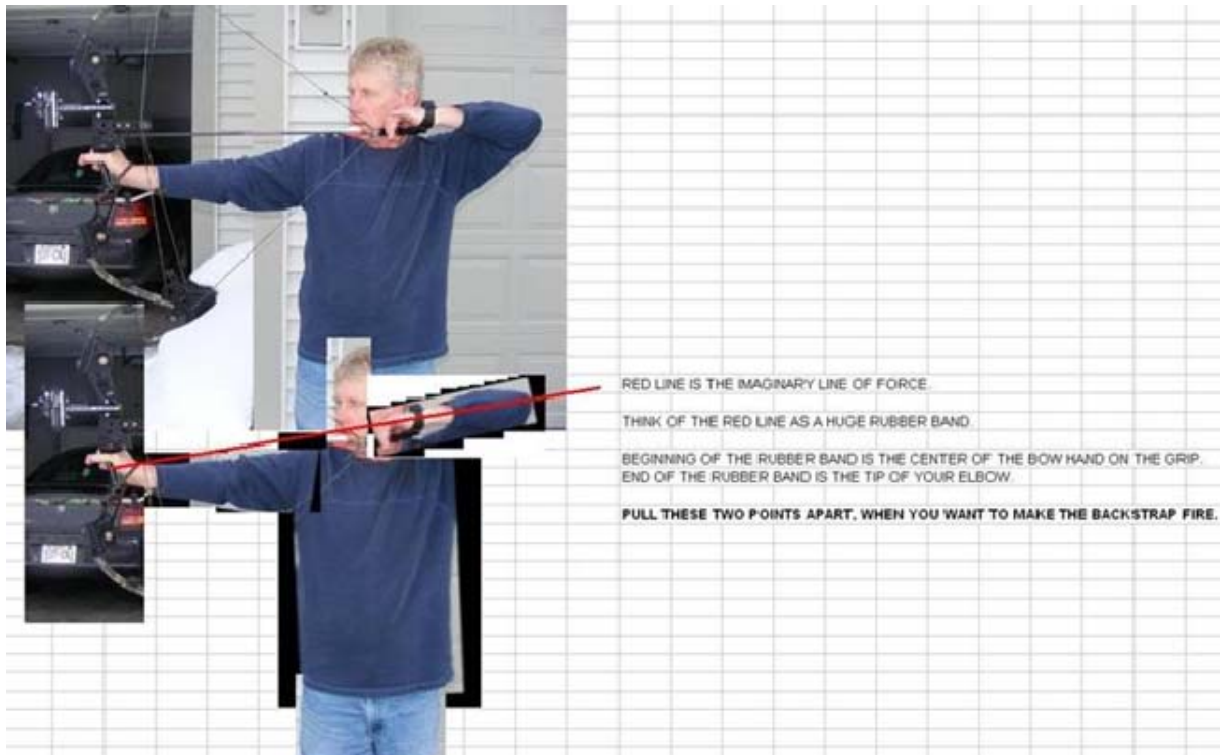 RED LINE IS THE IMAGINARY LINE OF FORCE.
THINK OF THE RED LINE AS A HUGE RUBBER BAND
BEGINNING OF THE RUBBER BAND IS THE CENTER OF THE BOW HAND ON THE GRIP.
END OF THE RUBBER BAND IS THE TIP OF YOUR ELBOW.
PULL THESE TWO POINTS APART, WHEN YOU WANT TO MAKE THE BACKSTRAP FIRE.